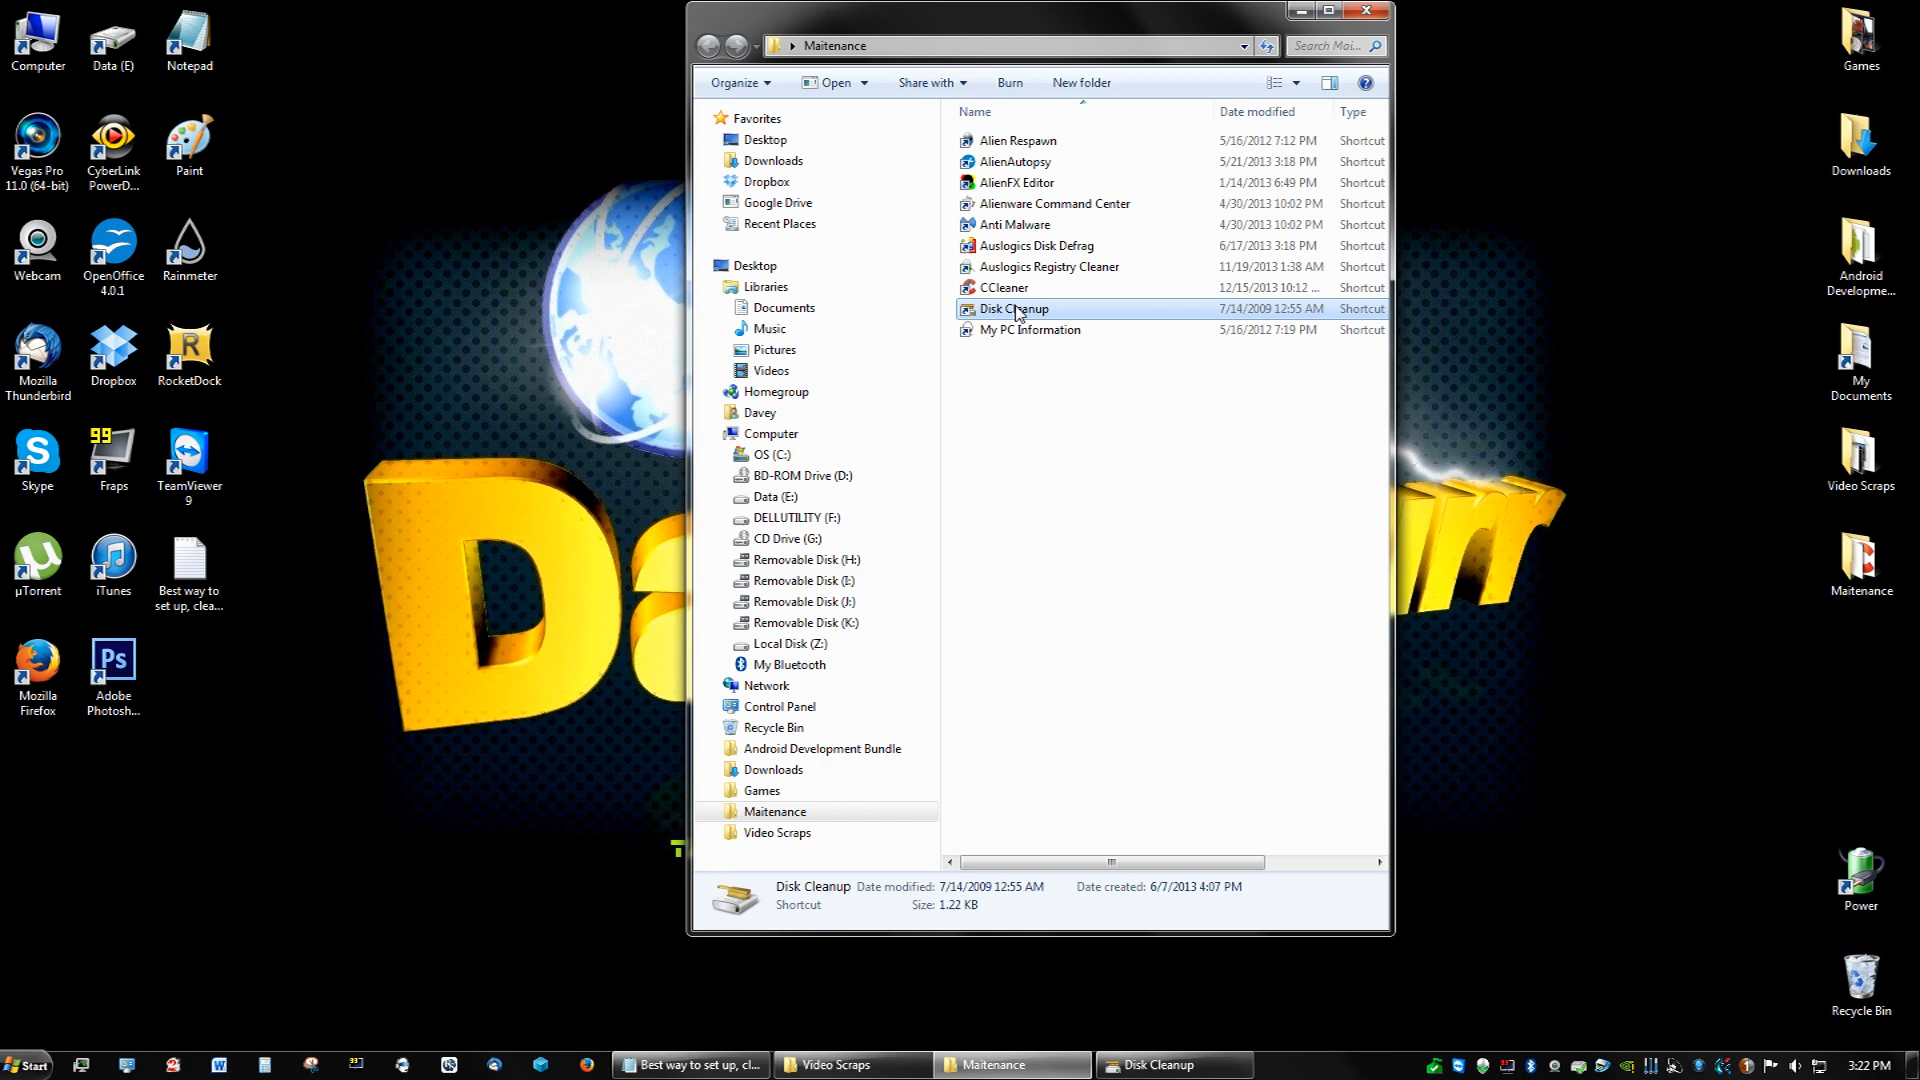 Computer
Data (E)
Notepad
Vegas Pro
11.0 (64-bit)
CyberLink
PowerD...
Paint
Webcam
OpenOffice
4.0.1
Rainmeter
Mozilla
Thunderbird
Dropbox
RocketDock
Skype
99
Fraps
TeamViewer
9
µTorrent
iTunes
Best way to
set up, clea...
Mozilla
Firefox
Ps
Adobe
Photosh...
Maitenance
Search Mai...
Organize
Open
Share with
Burn
New folder
Favorites
Desktop
Downloads
Dropbox
Google Drive
Recent Places
Desktop
Libraries
Documents
Music
Pictures
Videos
Homegroup
Davey
Computer
OS (C:)
BD-ROM Drive (D:)
Data (E:)
DELLUTILITY (F:)
CD Drive (G:)
Removable Disk (H:)
Removable Disk (I:)
Removable Disk (J:)
Removable Disk (K:)
Local Disk (Z:)
My Bluetooth
Network
Control Panel
Recycle Bin
Android Development Bundle
Downloads
Games
Maitenance
Video Scraps
Name Date modified Type
Alien Respawn 5/16/2012 7:12 PM Shortcut
AlienAutopsy 5/21/2013 3:18 PM Shortcut
AlienFX Editor 1/14/2013 6:49 PM Shortcut
Alienware Command Center 4/30/2013 10:02 PM Shortcut
Anti Malware 4/30/2013 10:02 PM Shortcut
Auslogics Disk Defrag 6/17/2013 3:18 PM Shortcut
Auslogics Registry Cleaner 11/19/2013 1:38 AM Shortcut
CCleaner 12/15/2013 10:12 ... Shortcut
Disk Cleanup 7/14/2009 12:55 AM Shortcut
My PC Information 5/16/2012 7:19 PM Shortcut
Disk Cleanup Date modified: 7/14/2009 12:55 AM Date created: 6/7/2013 4:07 PM
Shortcut Size: 1.22 KB
Games
Downloads
Android
Developme...
My
Documents
Video Scraps
Maitenance
Power
Recycle Bin
Start
Best way to set up, cl...
Video Scraps
Maitenance
Disk Cleanup
3:22 PM